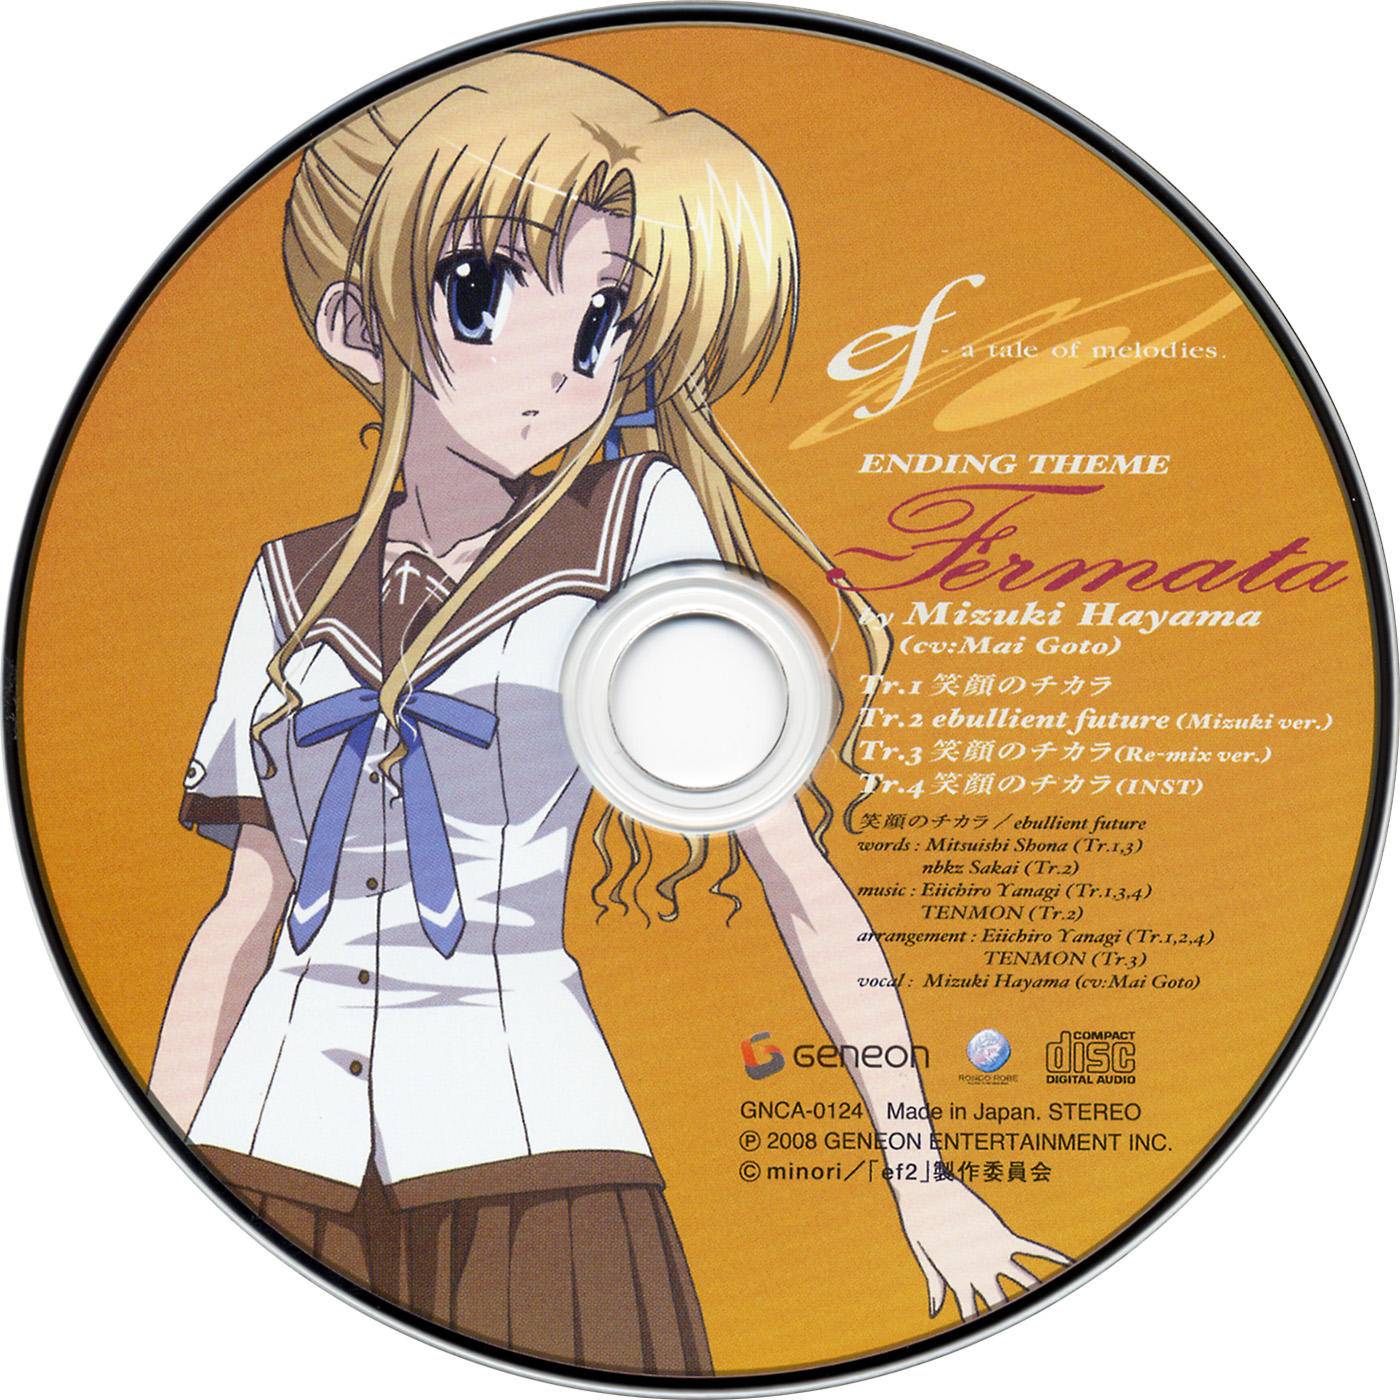 ef - a tale of melodies.
ENDING THEME
Fermata
by Mizuki Hayama
(cv:Mai Goto)
Tr.1 笑顔のチカラ
Tr.2 ebullient future (Mizuki ver.)
Tr.3 笑顔のチカラ(Re-mix ver.)
Tr.4 笑顔のチカラ(INST)
笑顔のチカラ / ebullient future
words : Mitsuishi Shona (Tr.1,3)
nbkz Sakai (Tr.2)
music : Eiichiro Yanagi (Tr.1,3,4)
TENMON (Tr.2)
arrangement : Eiichiro Yanagi (Tr.1,2,4)
TENMON (Tr.3)
vocal : Mizuki Hayama (cv:Mai Goto)
GENEON RONDO ROBE COMPACT disc DIGITAL AUDIO
GNCA-0124 Made in Japan. STEREO
℗ 2008 GENEON ENTERTAINMENT INC.
© minori／「ef2」製作委員会